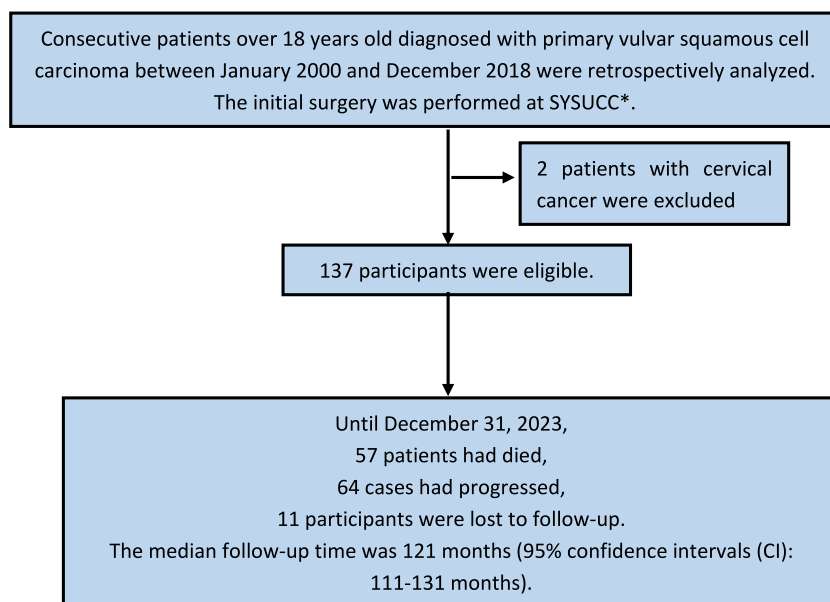 Consecutive patients over 18 years old diagnosed with primary vulvar squamous cell
carcinoma between January 2000 and December 2018 were retrospectively analyzed.
The initial surgery was performed at SYSUCC*.
2 patients with cervical
cancer were excluded
137 participants were eligible.
Until December 31, 2023,
57 patients had died,
64 cases had progressed,
11 participants were lost to follow-up.
The median follow-up time was 121 months (95% confidence intervals (CI):
111-131 months).